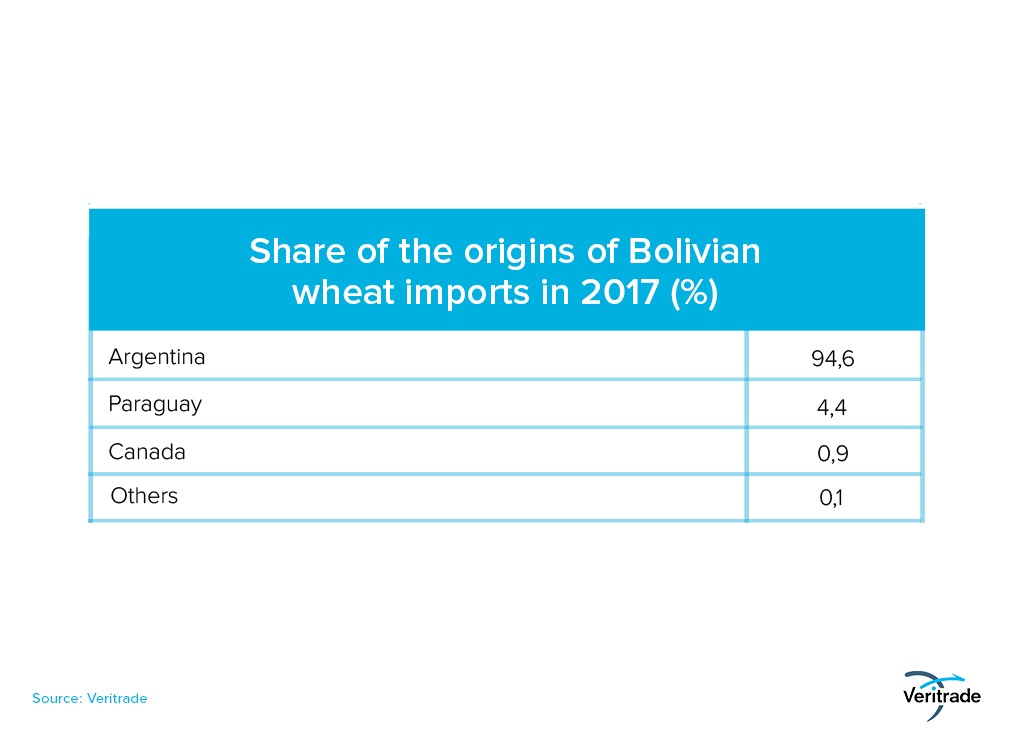 Share of the origins of Bolivian
wheat imports in 2017 (%)
Argentina 94,6
Paraguay 4,4
Canada 0,9
Others 0,1
Source: Veritrade
Veritrade